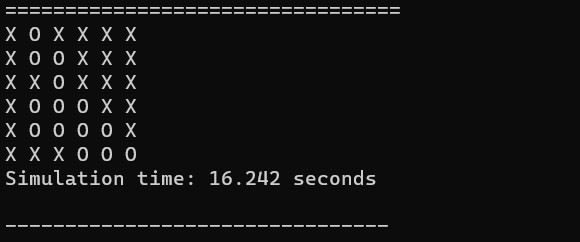 =================================
X O X X X X
X O O X X X
X X O X X X
X O O O X X
X O O O O X
X X X O O O
Simulation time: 16.242 seconds
--------------------------------